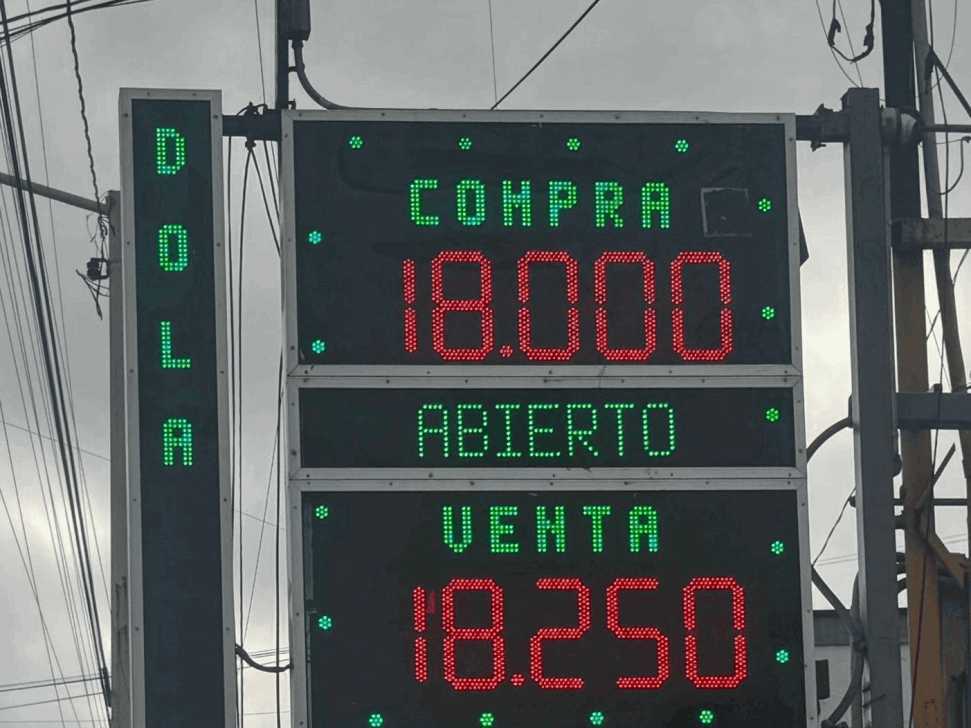 DOLA
COMPRA
18.000
ABIERTO
VENTA
18.250